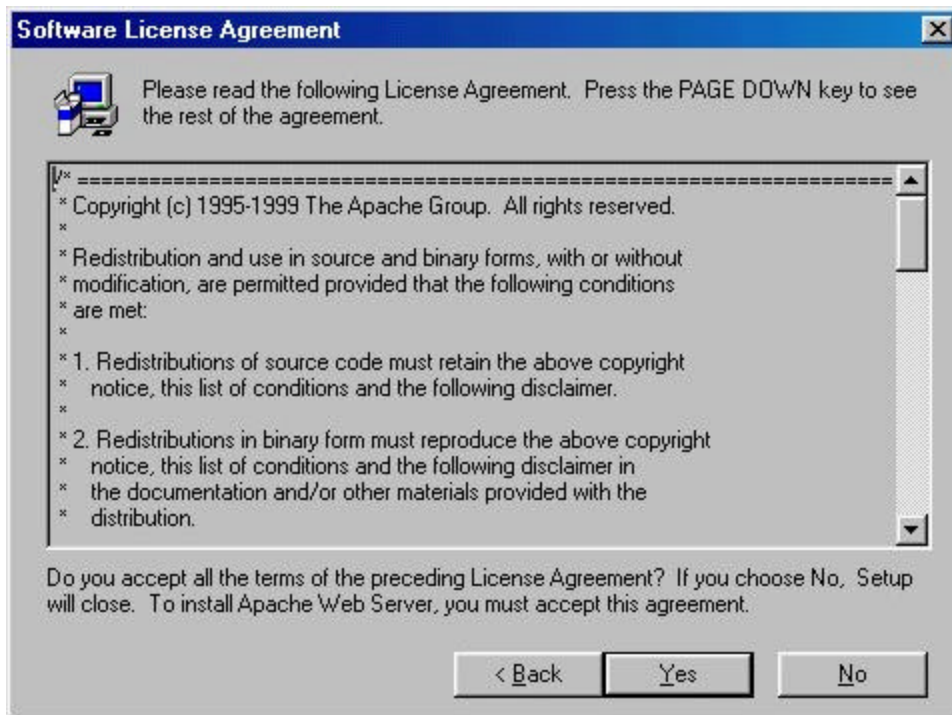 Software License Agreement
Please read the following License Agreement.  Press the PAGE DOWN key to see
the rest of the agreement.
/* ====================================================================
* Copyright (c) 1995-1999 The Apache Group.  All rights reserved.
*
* Redistribution and use in source and binary forms, with or without
* modification, are permitted provided that the following conditions
* are met:
*
* 1. Redistributions of source code must retain the above copyright
*    notice, this list of conditions and the following disclaimer.
*
* 2. Redistributions in binary form must reproduce the above copyright
*    notice, this list of conditions and the following disclaimer in
*    the documentation and/or other materials provided with the
*    distribution.
Do you accept all the terms of the preceding License Agreement?  If you choose No,  Setup
will close.  To install Apache Web Server, you must accept this agreement.
< Back Yes No